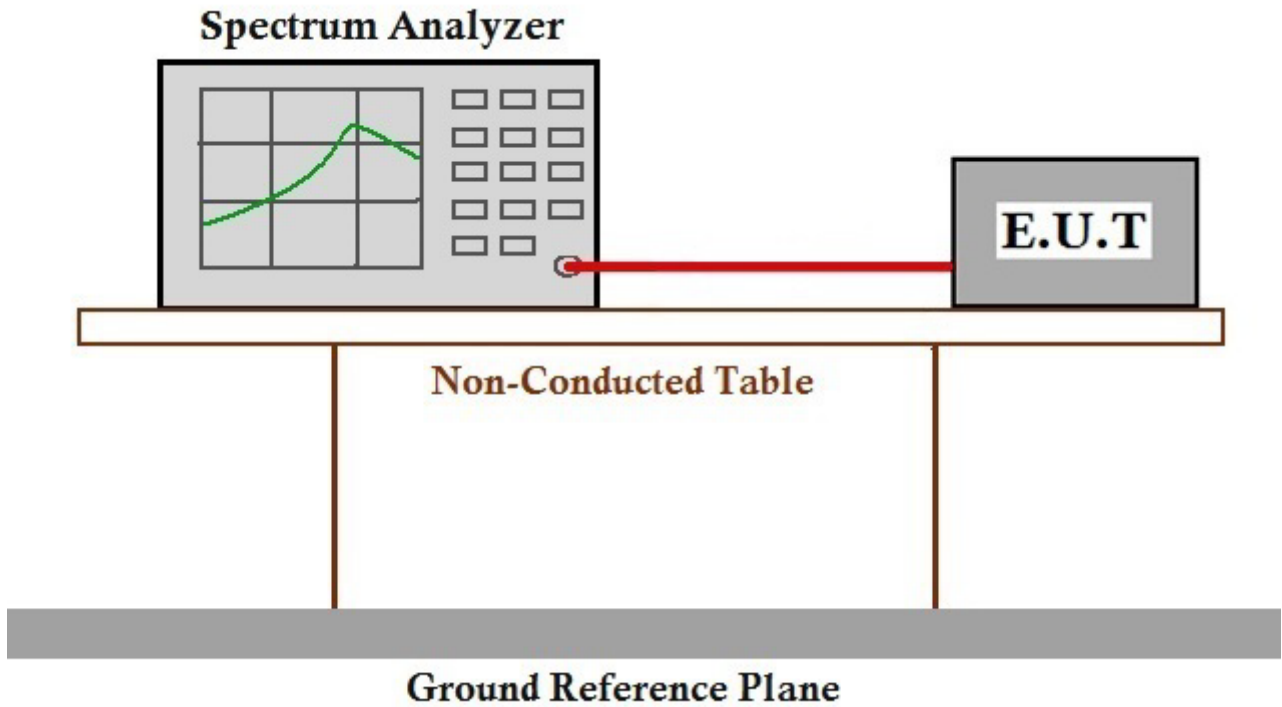 Spectrum Analyzer
E.U.T
Non-Conducted Table
Ground Reference Plane